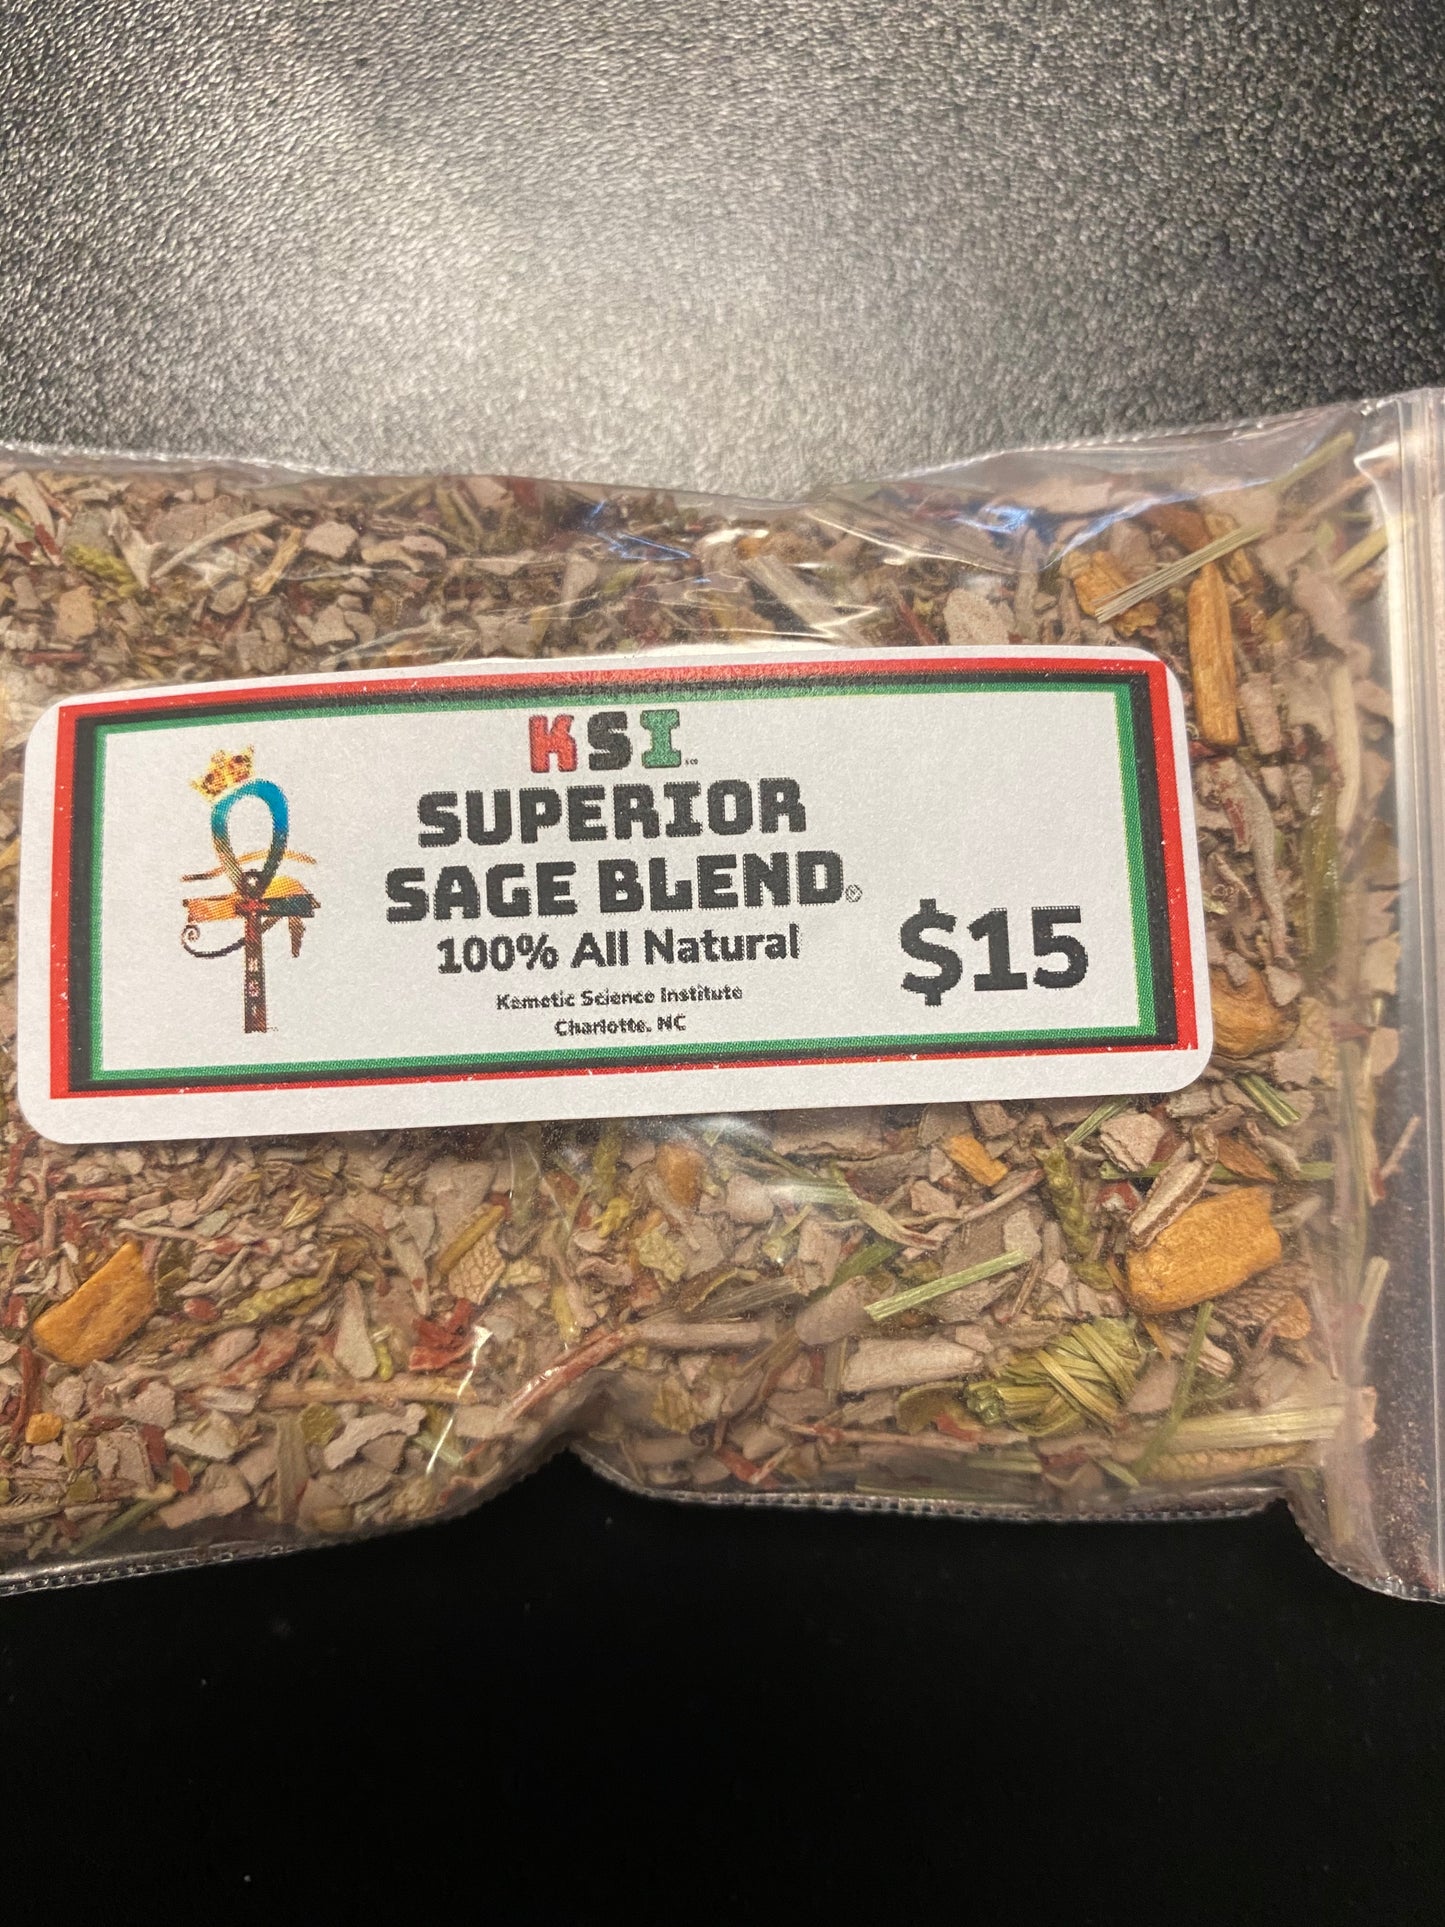 KSI
SUPERIOR
SAGE BLEND®
100% All Natural
$15
Kemetic Science Institute
Charlotte, NC